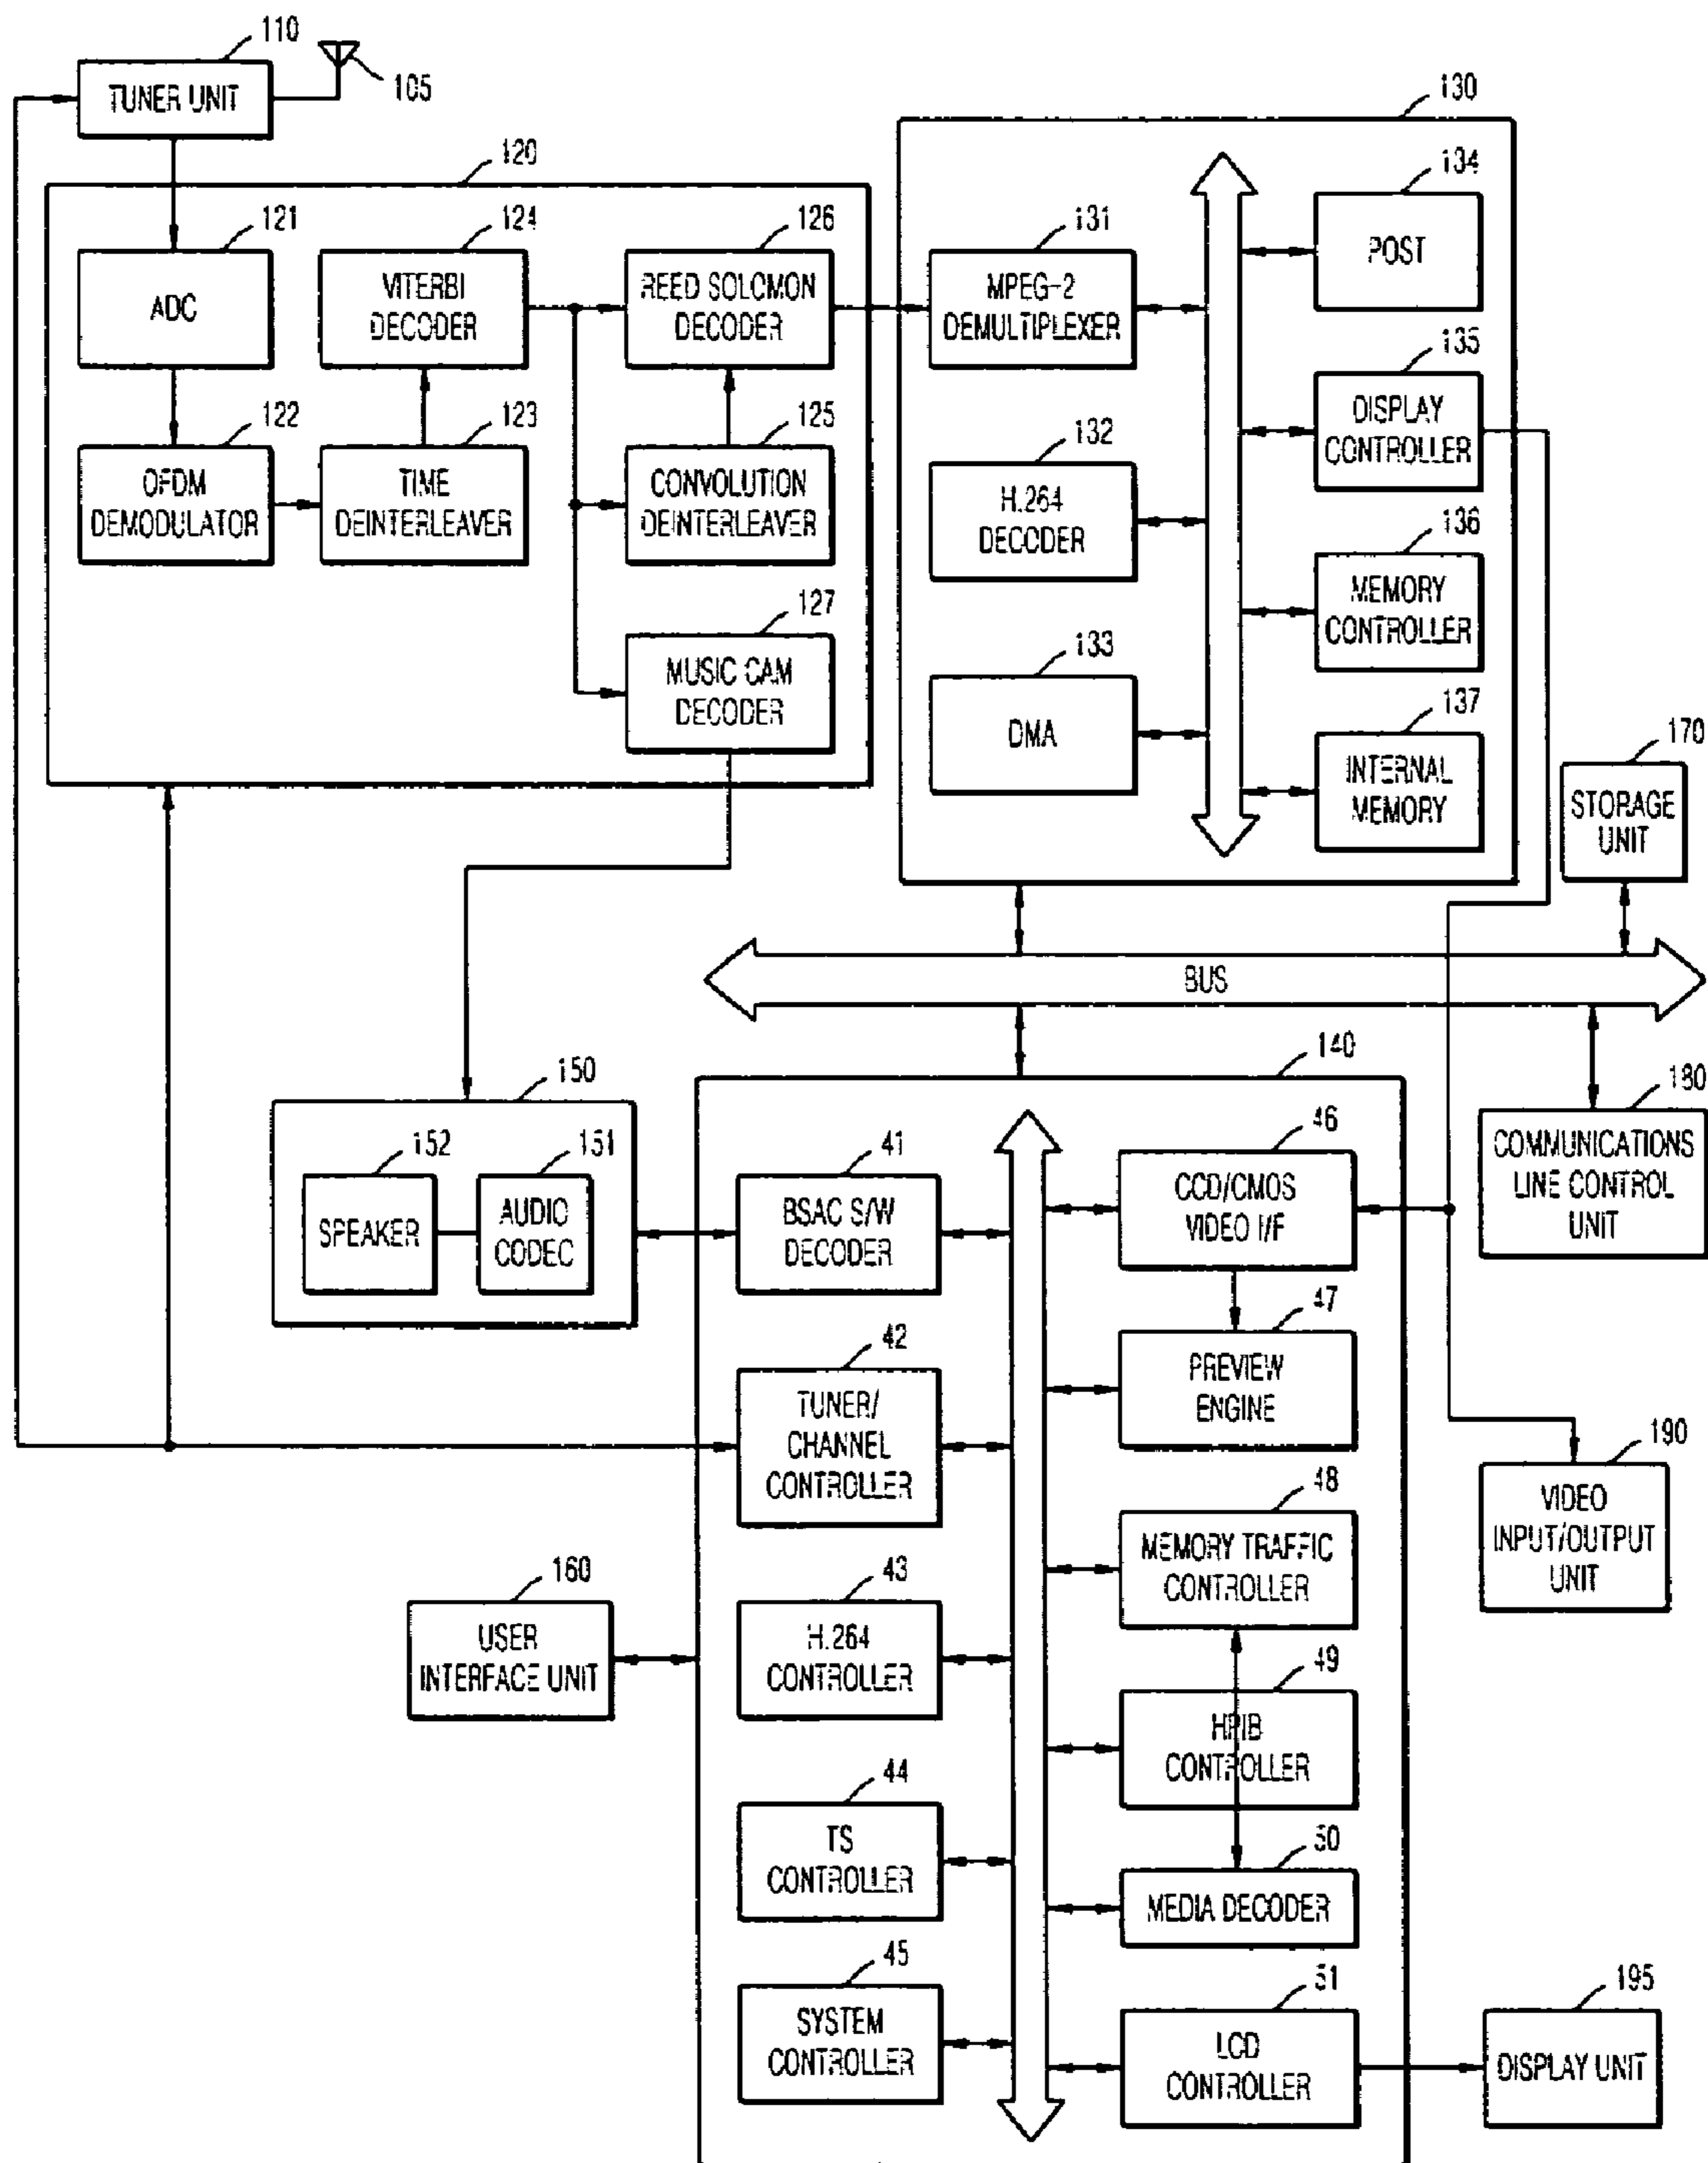 110
105
TUNER UNIT
130
120
134
121
124
126
131
POST
ADC
VITERBI
DECODER
REED SOLOMON
DECODER
MPEG-2
DEMULTIPLEXER
135
122
123
125
132
DISPLAY
CONTROLLER
OFDM
DEMODULATOR
TIME
DEINTERLEAVER
CONVOLUTION
DEINTERLEAVER
H.264
DECODER
136
MEMORY
CONTROLLER
127
133
MUSIC CAM
DECODER
DMA
137
INTERNAL
MEMORY
170
STORAGE
UNIT
BUS
140
150
180
152
151
41
46
SPEAKER
AUDIO
CODEC
BSAC S/W
DECODER
CCD/CMOS
VIDEO I/F
COMMUNICATIONS
LINE CONTROL
UNIT
42
47
TUNER/
CHANNEL
CONTROLLER
PREVIEW
ENGINE
190
48
VIDEO
INPUT/OUTPUT
UNIT
MEMORY TRAFFIC
CONTROLLER
160
43
USER
INTERFACE UNIT
H.264
CONTROLLER
49
HPIB
CONTROLLER
44
TS
CONTROLLER
50
MEDIA DECODER
45
51
195
SYSTEM
CONTROLLER
LCD
CONTROLLER
DISPLAY UNIT